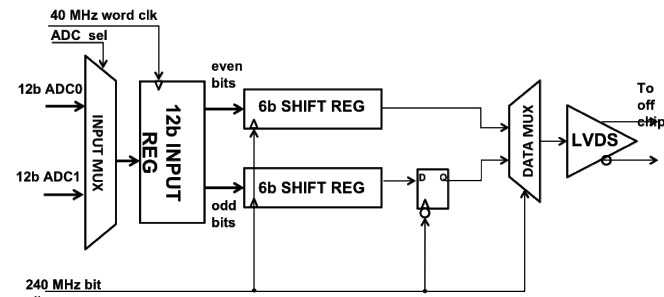 40 MHz word clk
ADC sel
12b ADC0
12b ADC1
INPUT MUX
12b INPUT
REG
even
bits
odd
bits
6b SHIFT REG
6b SHIFT REG
D Q
DATA MUX
LVDS
To
off
chip
240 MHz bit